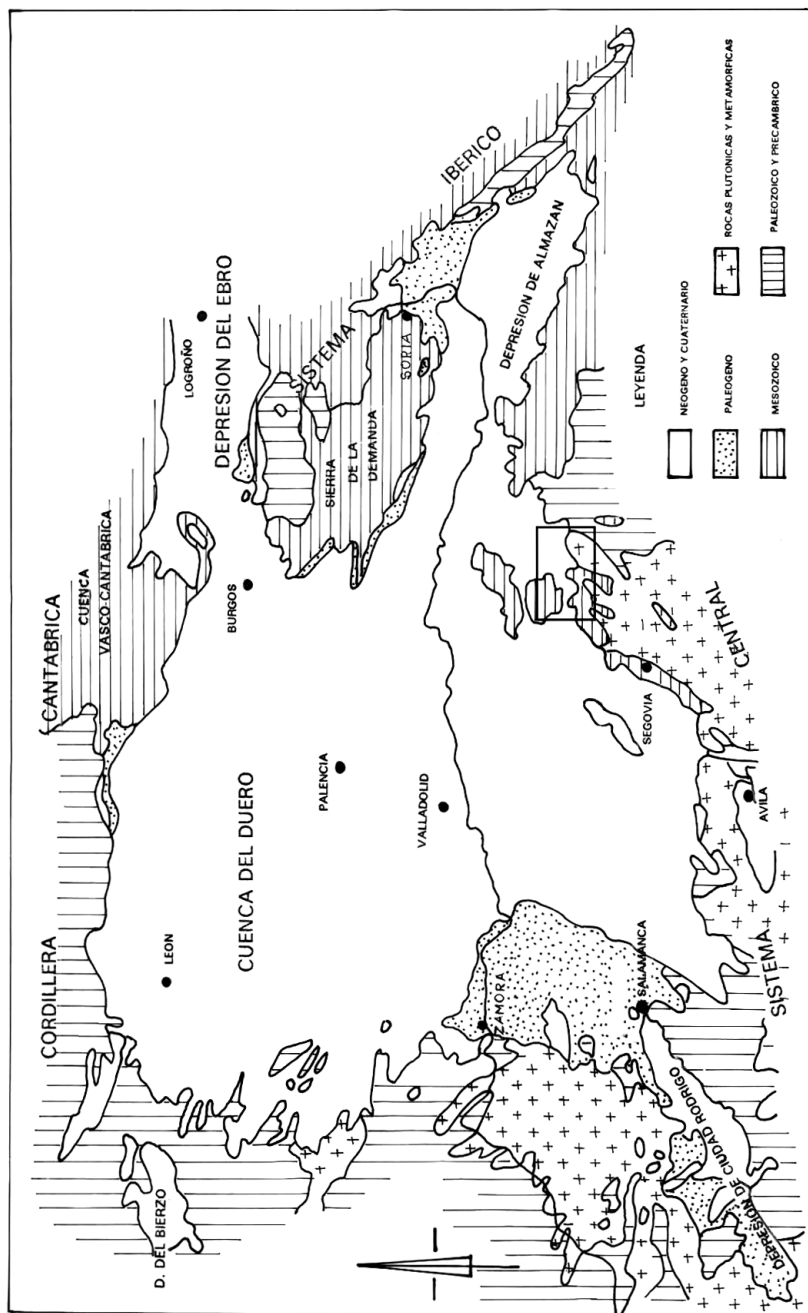 CORDILLERA
CANTABRICA
CUENCA
VASCO-CANTABRICA
D. DEL BIERZO
LEON
BURGOS
LOGROÑO
DEPRESION DEL EBRO
CUENCA DEL DUERO
PALENCIA
VALLADOLID
SISTEMA
IBERICO
SIERRA
DE LA
DEMANDA
SORIA
DEPRESION DE ALMAZAN
ZAMORA
SALAMANCA
DEPRESIÓN DE CIUDAD RODRIGO
SEGOVIA
AVILA
SISTEMA
CENTRAL
LEYENDA
NEOGENO Y CUATERNARIO
PALEOGENO
MESOZOICO
ROCAS PLUTONICAS Y METAMORFICAS
PALEOZOICO Y PRECAMBRICO